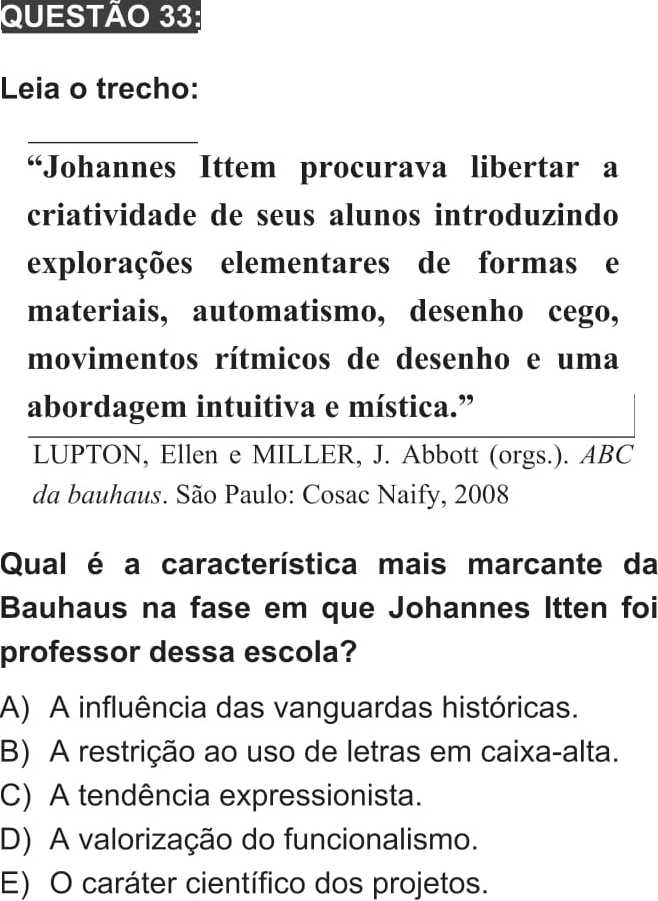 QUESTÃO 33:
Leia o trecho:
“Johannes Ittem procurava libertar a
criatividade de seus alunos introduzindo
explorações elementares de formas e
materiais, automatismo, desenho cego,
movimentos rítmicos de desenho e uma
abordagem intuitiva e mística.”
LUPTON, Ellen e MILLER, J. Abbott (orgs.). ABC
da bauhaus. São Paulo: Cosac Naify, 2008
Qual é a característica mais marcante da
Bauhaus na fase em que Johannes Itten foi
professor dessa escola?
A) A influência das vanguardas históricas.
B) A restrição ao uso de letras em caixa-alta.
C) A tendência expressionista.
D) A valorização do funcionalismo.
E) O caráter científico dos projetos.